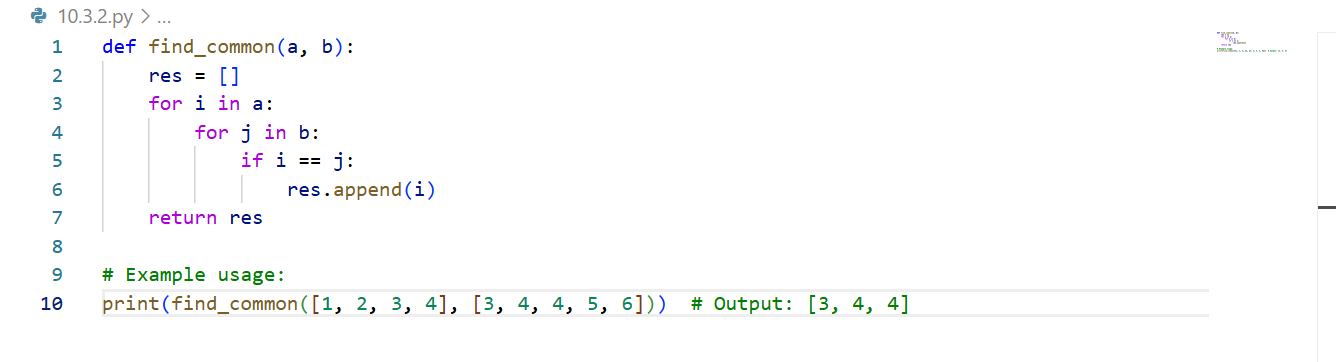 10.3.2.py > ...
1 def find_common(a, b):
2     res = []
3     for i in a:
4         for j in b:
5             if i == j:
6                 res.append(i)
7     return res
8
9 # Example usage:
10 print(find_common([1, 2, 3, 4], [3, 4, 4, 5, 6]))  # Output: [3, 4, 4]